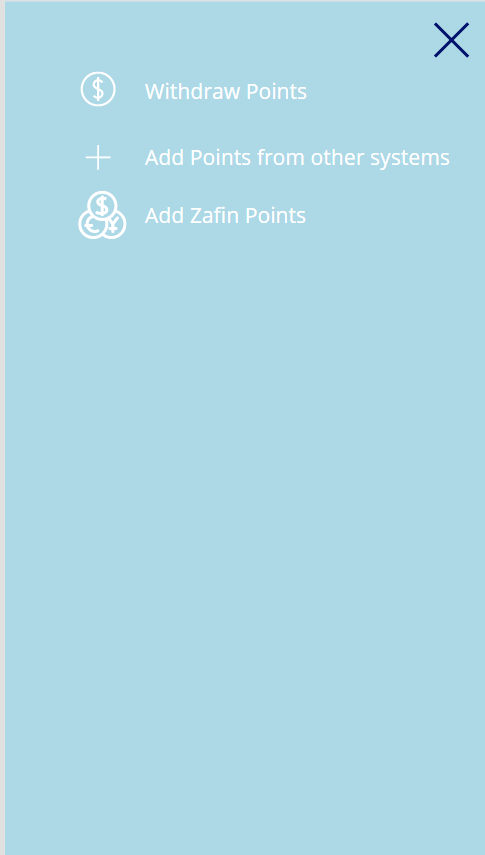 Withdraw Points
Add Points from other systems
Add Zafin Points